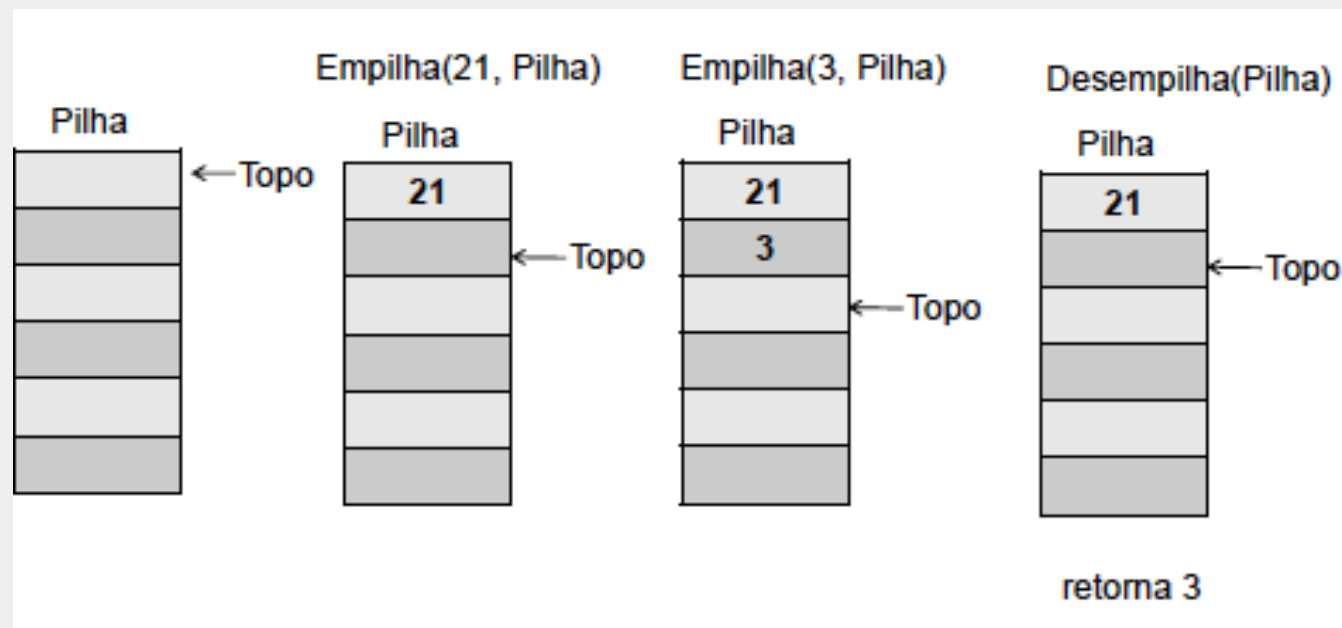 Pilha
Topo
Empilha(21, Pilha)
Pilha
21
Topo
Empilha(3, Pilha)
Pilha
21
3
Topo
Desempilha(Pilha)
Pilha
21
Topo
retorna 3